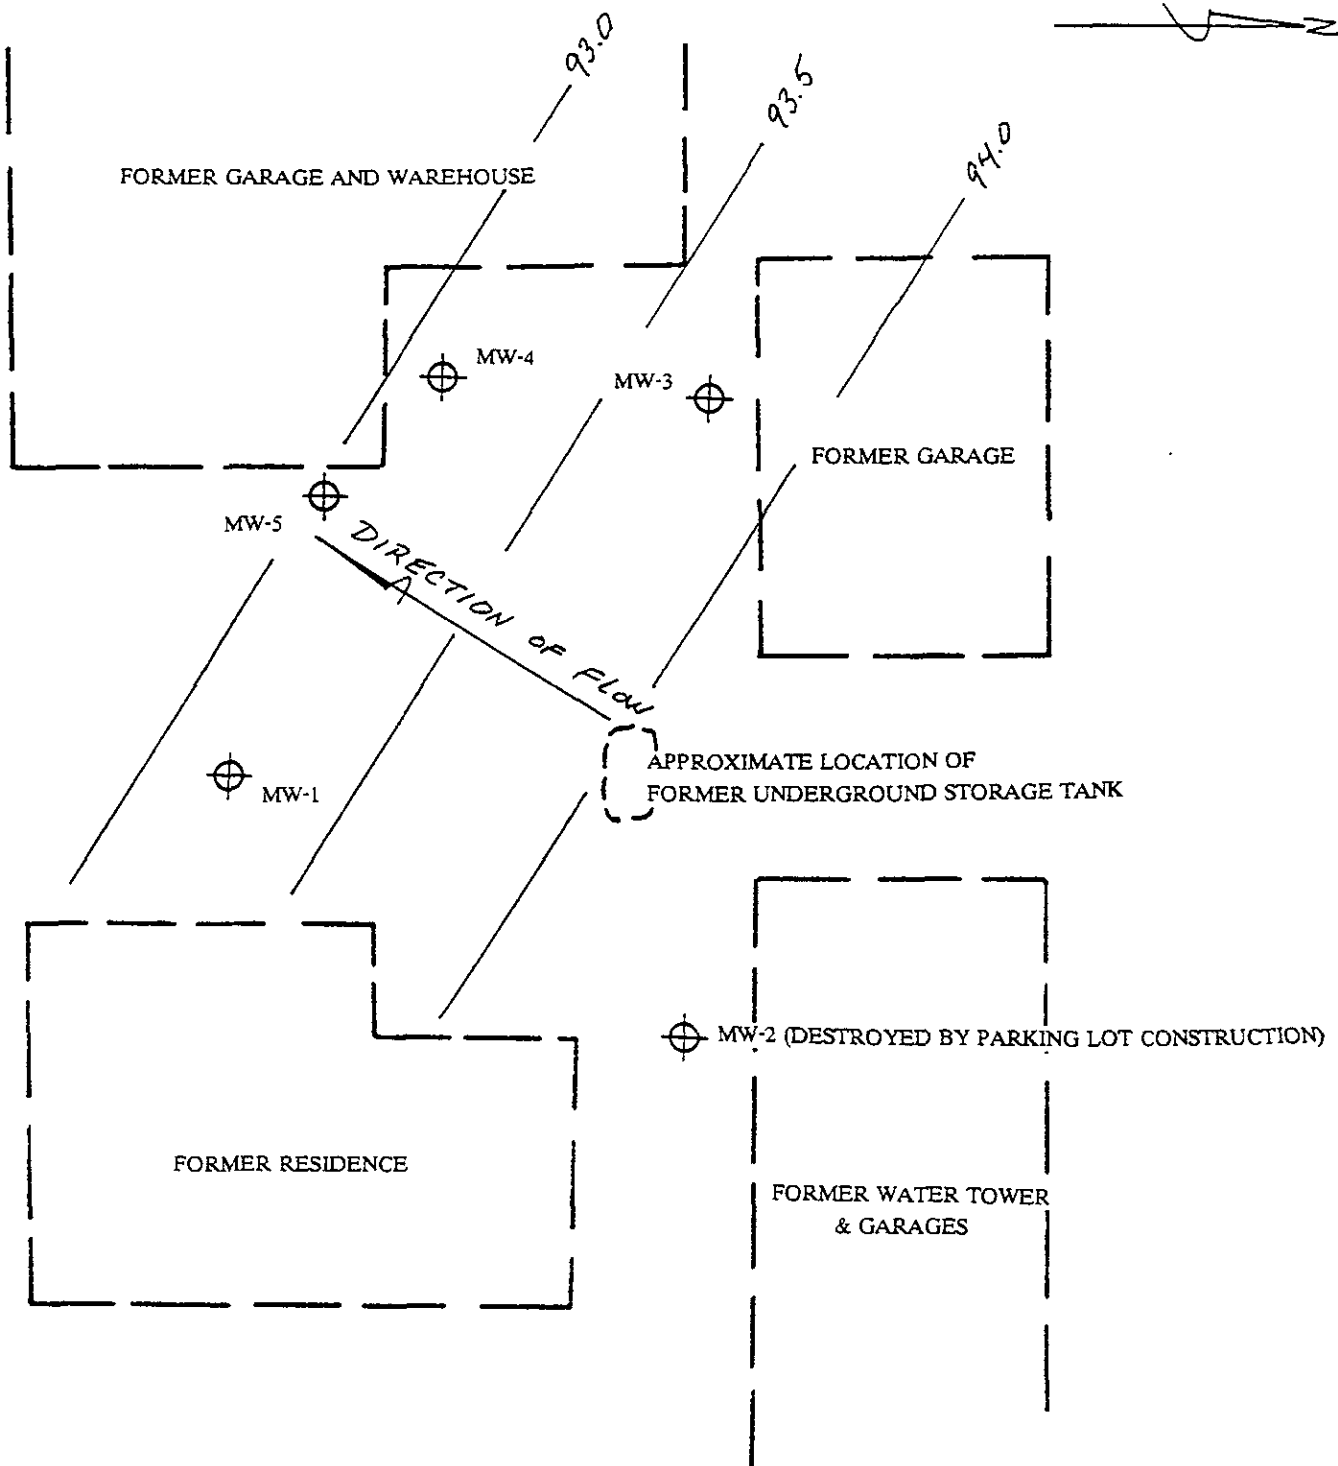 Z
93.0
93.5
94.0
FORMER GARAGE AND WAREHOUSE
MW-4
MW-3
FORMER GARAGE
MW-5
DIRECTION OF FLOW
APPROXIMATE LOCATION OF
FORMER UNDERGROUND STORAGE TANK
MW-1
MW-2 (DESTROYED BY PARKING LOT CONSTRUCTION)
FORMER RESIDENCE
FORMER WATER TOWER
& GARAGES